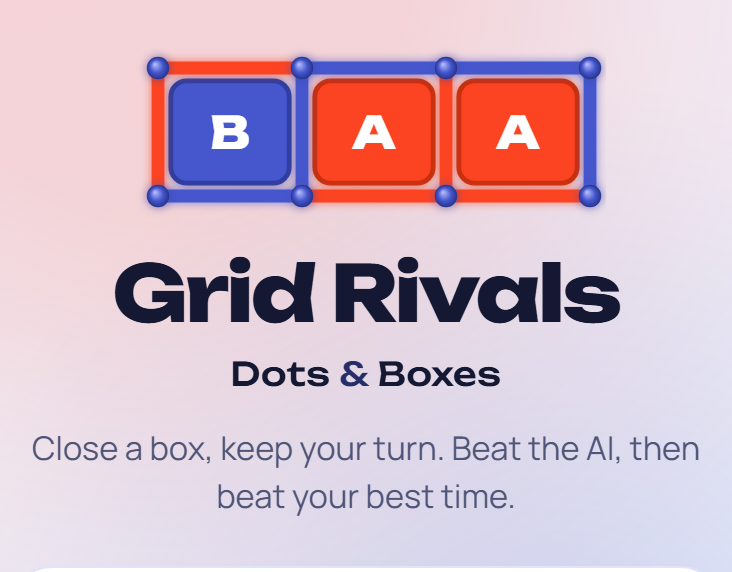 B A A
Grid Rivals
Dots & Boxes
Close a box, keep your turn. Beat the AI, then
beat your best time.